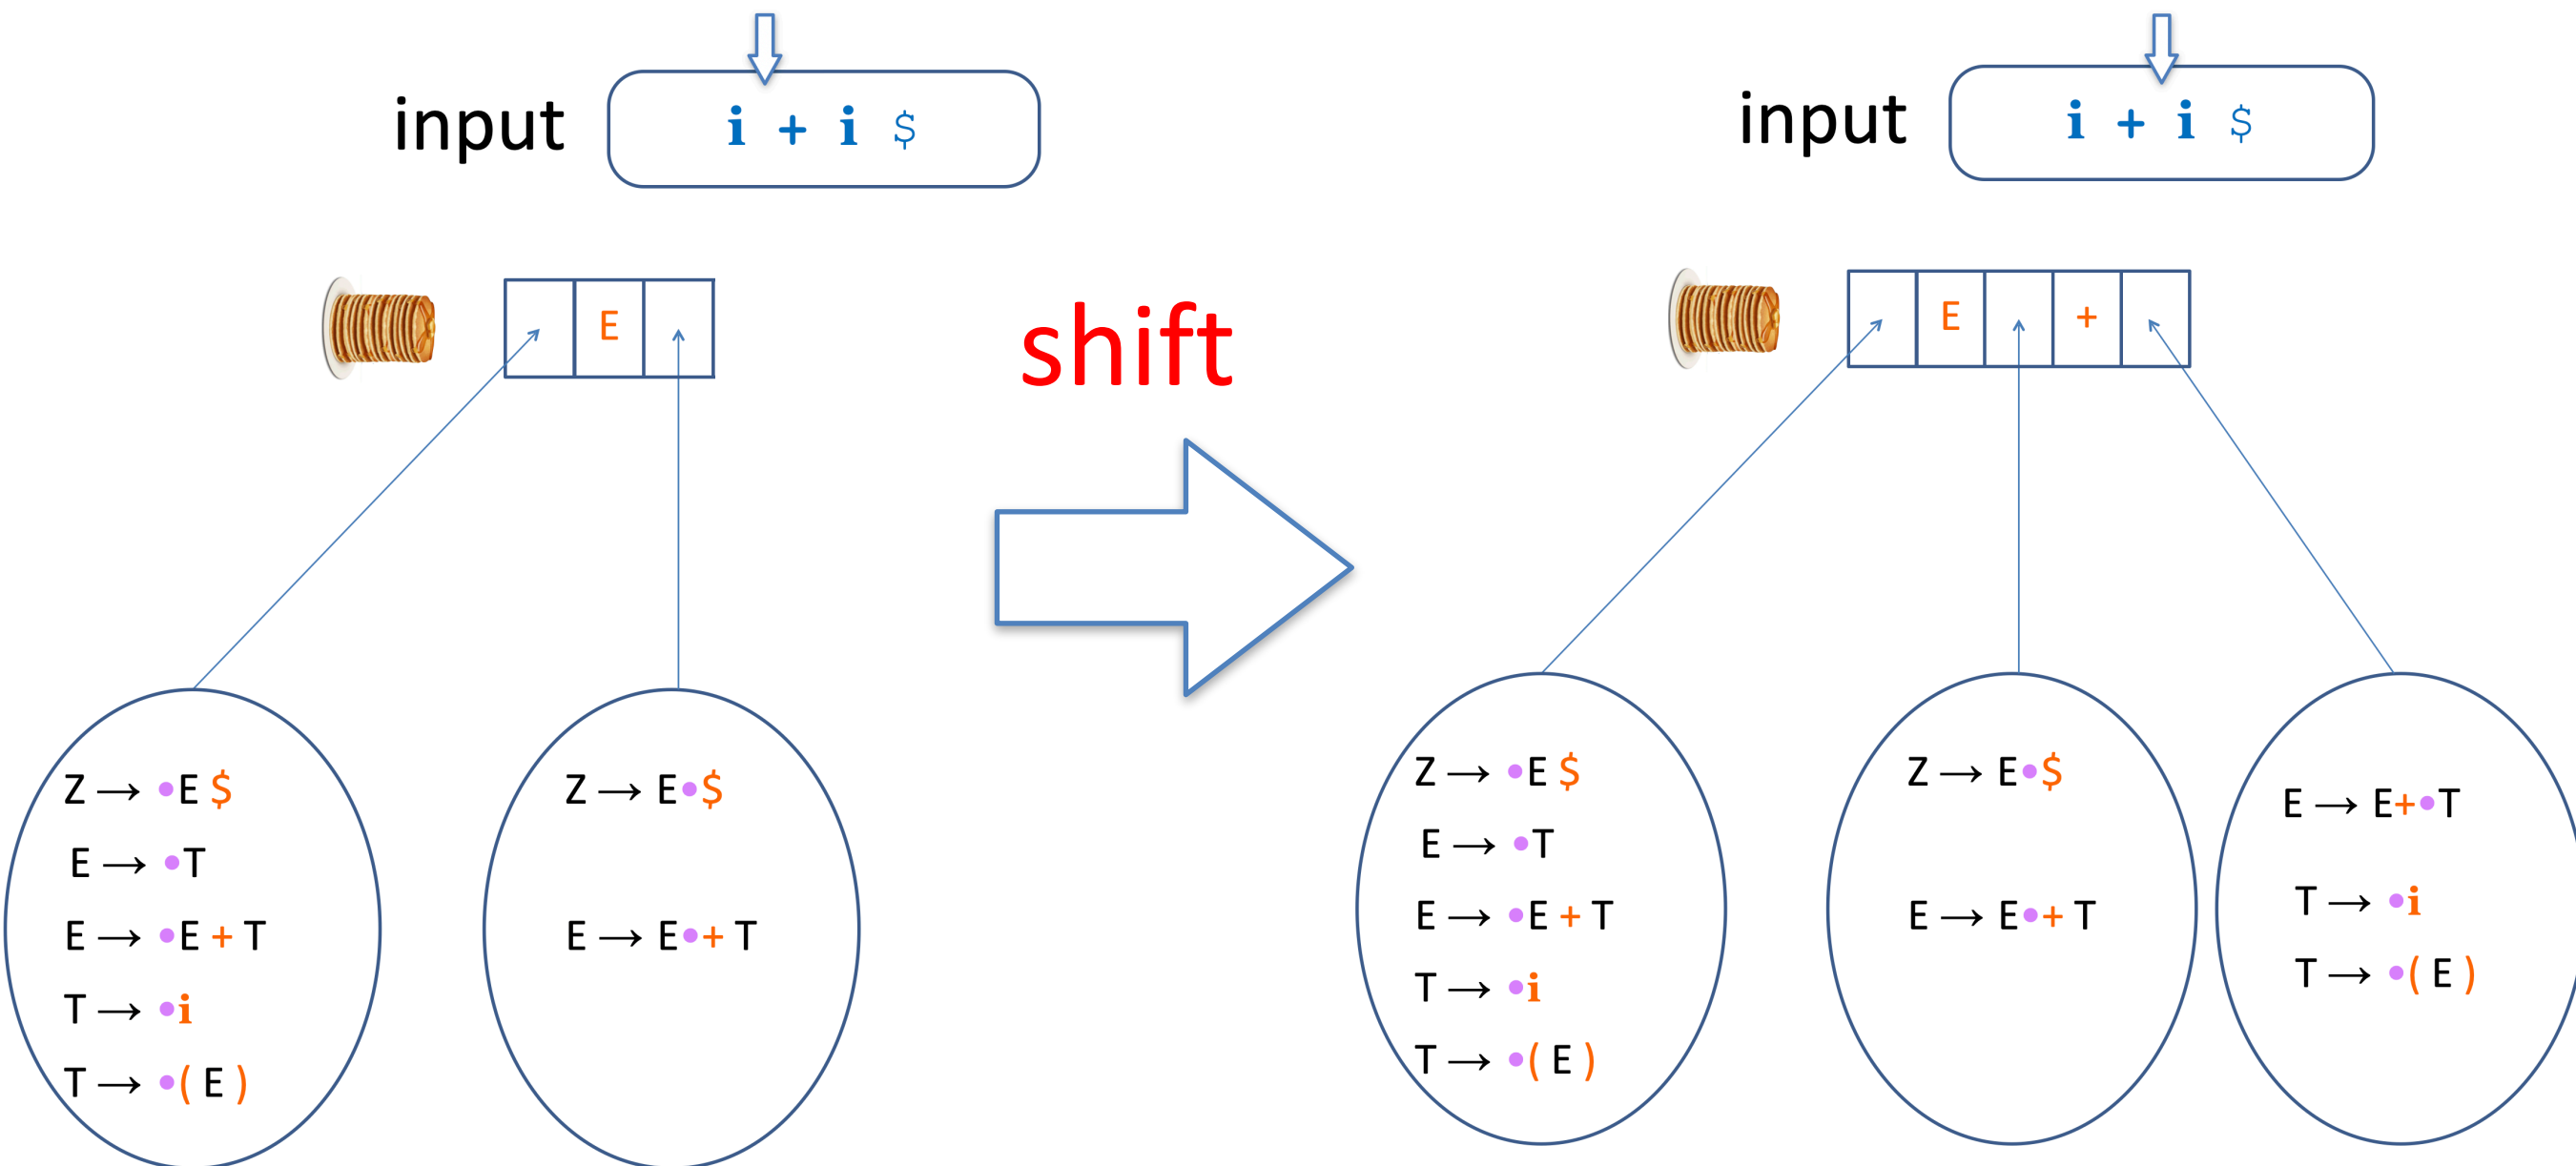 input
i + i $
E
Z → •E $
E → •T
E → •E + T
T → •i
T → •( E )
Z → E•$
E → E•+ T
shift
input
i + i $
E +
Z → •E $
E → •T
E → •E + T
T → •i
T → •( E )
Z → E•$
E → E•+ T
E → E+•T
T → •i
T → •( E )